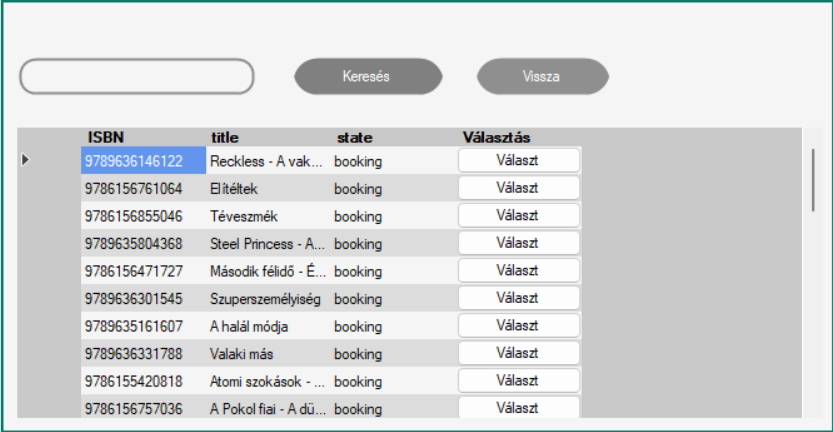 Keresés Vissza
ISBN title state Választás
9789636146122 Reckless - A vak... booking Választ
9786156761064 Elítéltek booking Választ
9786156855046 Téveszmék booking Választ
9789635804368 Steel Princess - A... booking Választ
9786156471727 Második félidő - É... booking Választ
9789636301545 Szuperszemélyiség booking Választ
9789635161607 A halál módja booking Választ
9789636331788 Valaki más booking Választ
9786155420818 Atomi szokások - ... booking Választ
9786156757036 A Pokol fiai - A dü... booking Választ